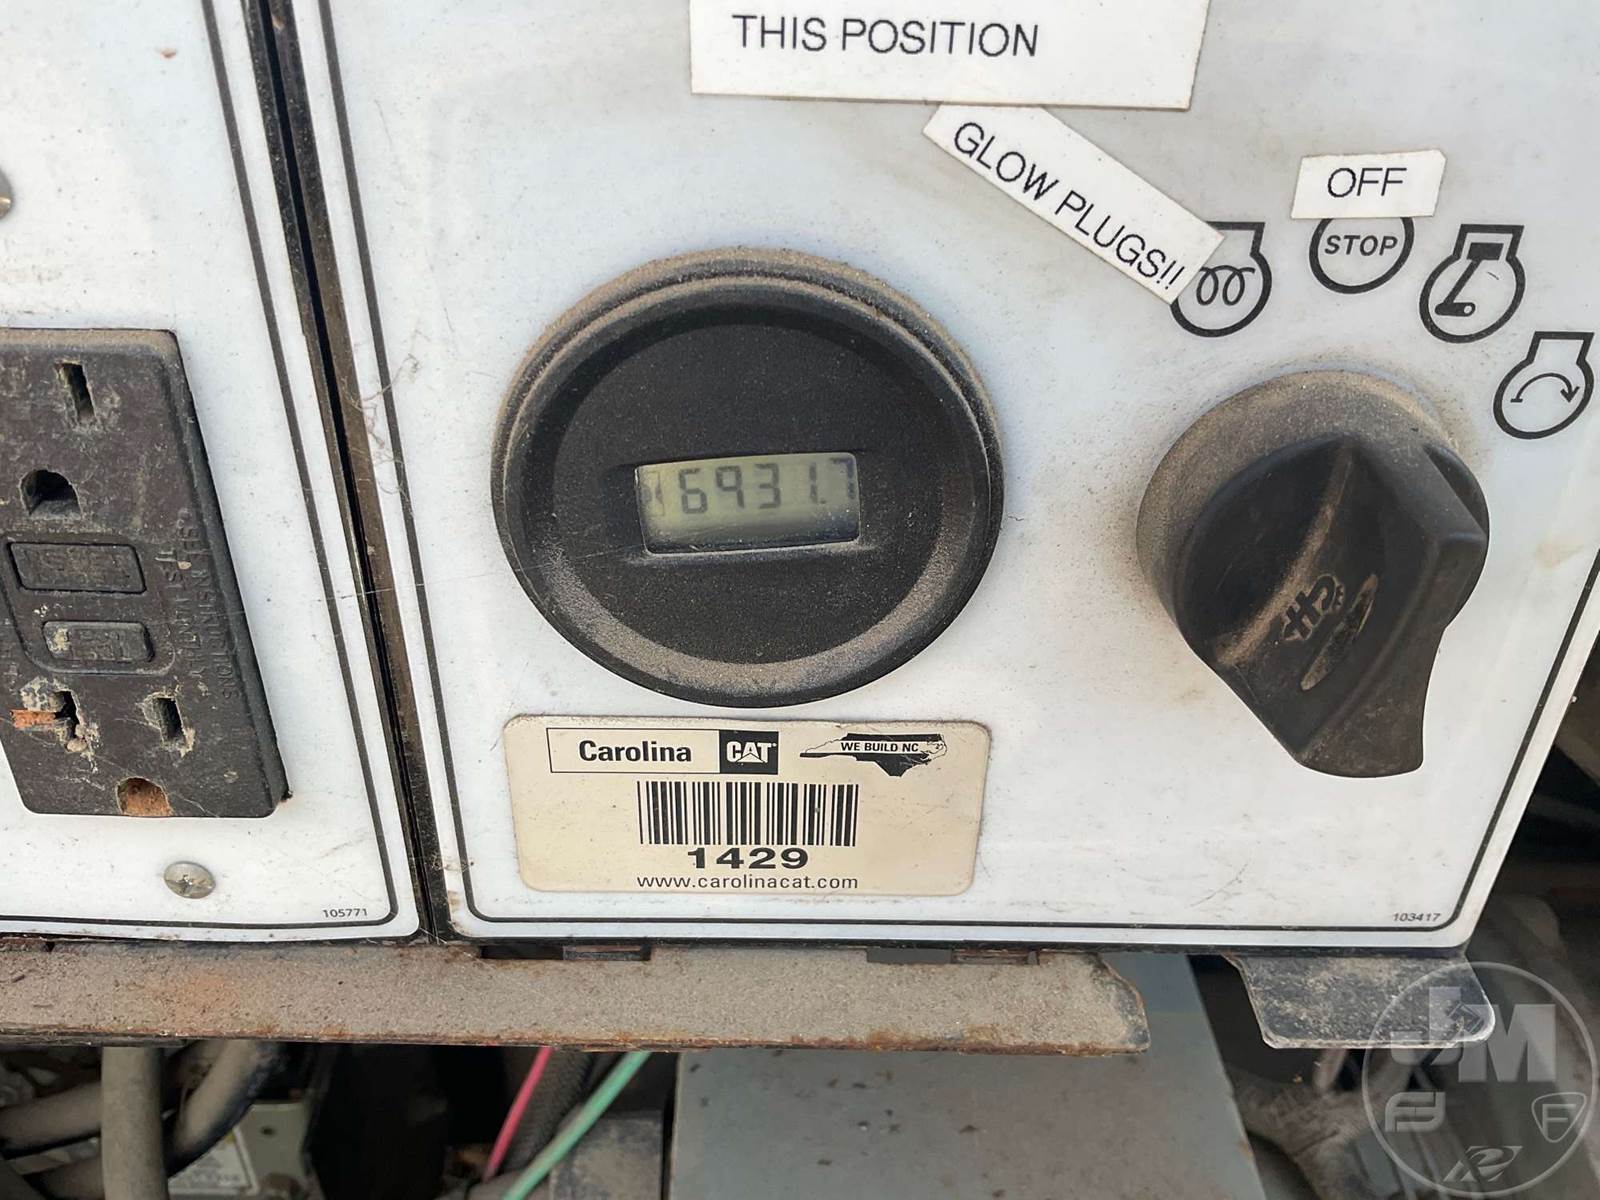 THIS POSITION
GLOW PLUGS!!
OFF
STOP
6931.7
Carolina CAT WE BUILD NC
1429
www.carolinacat.com
105771
103417
JM